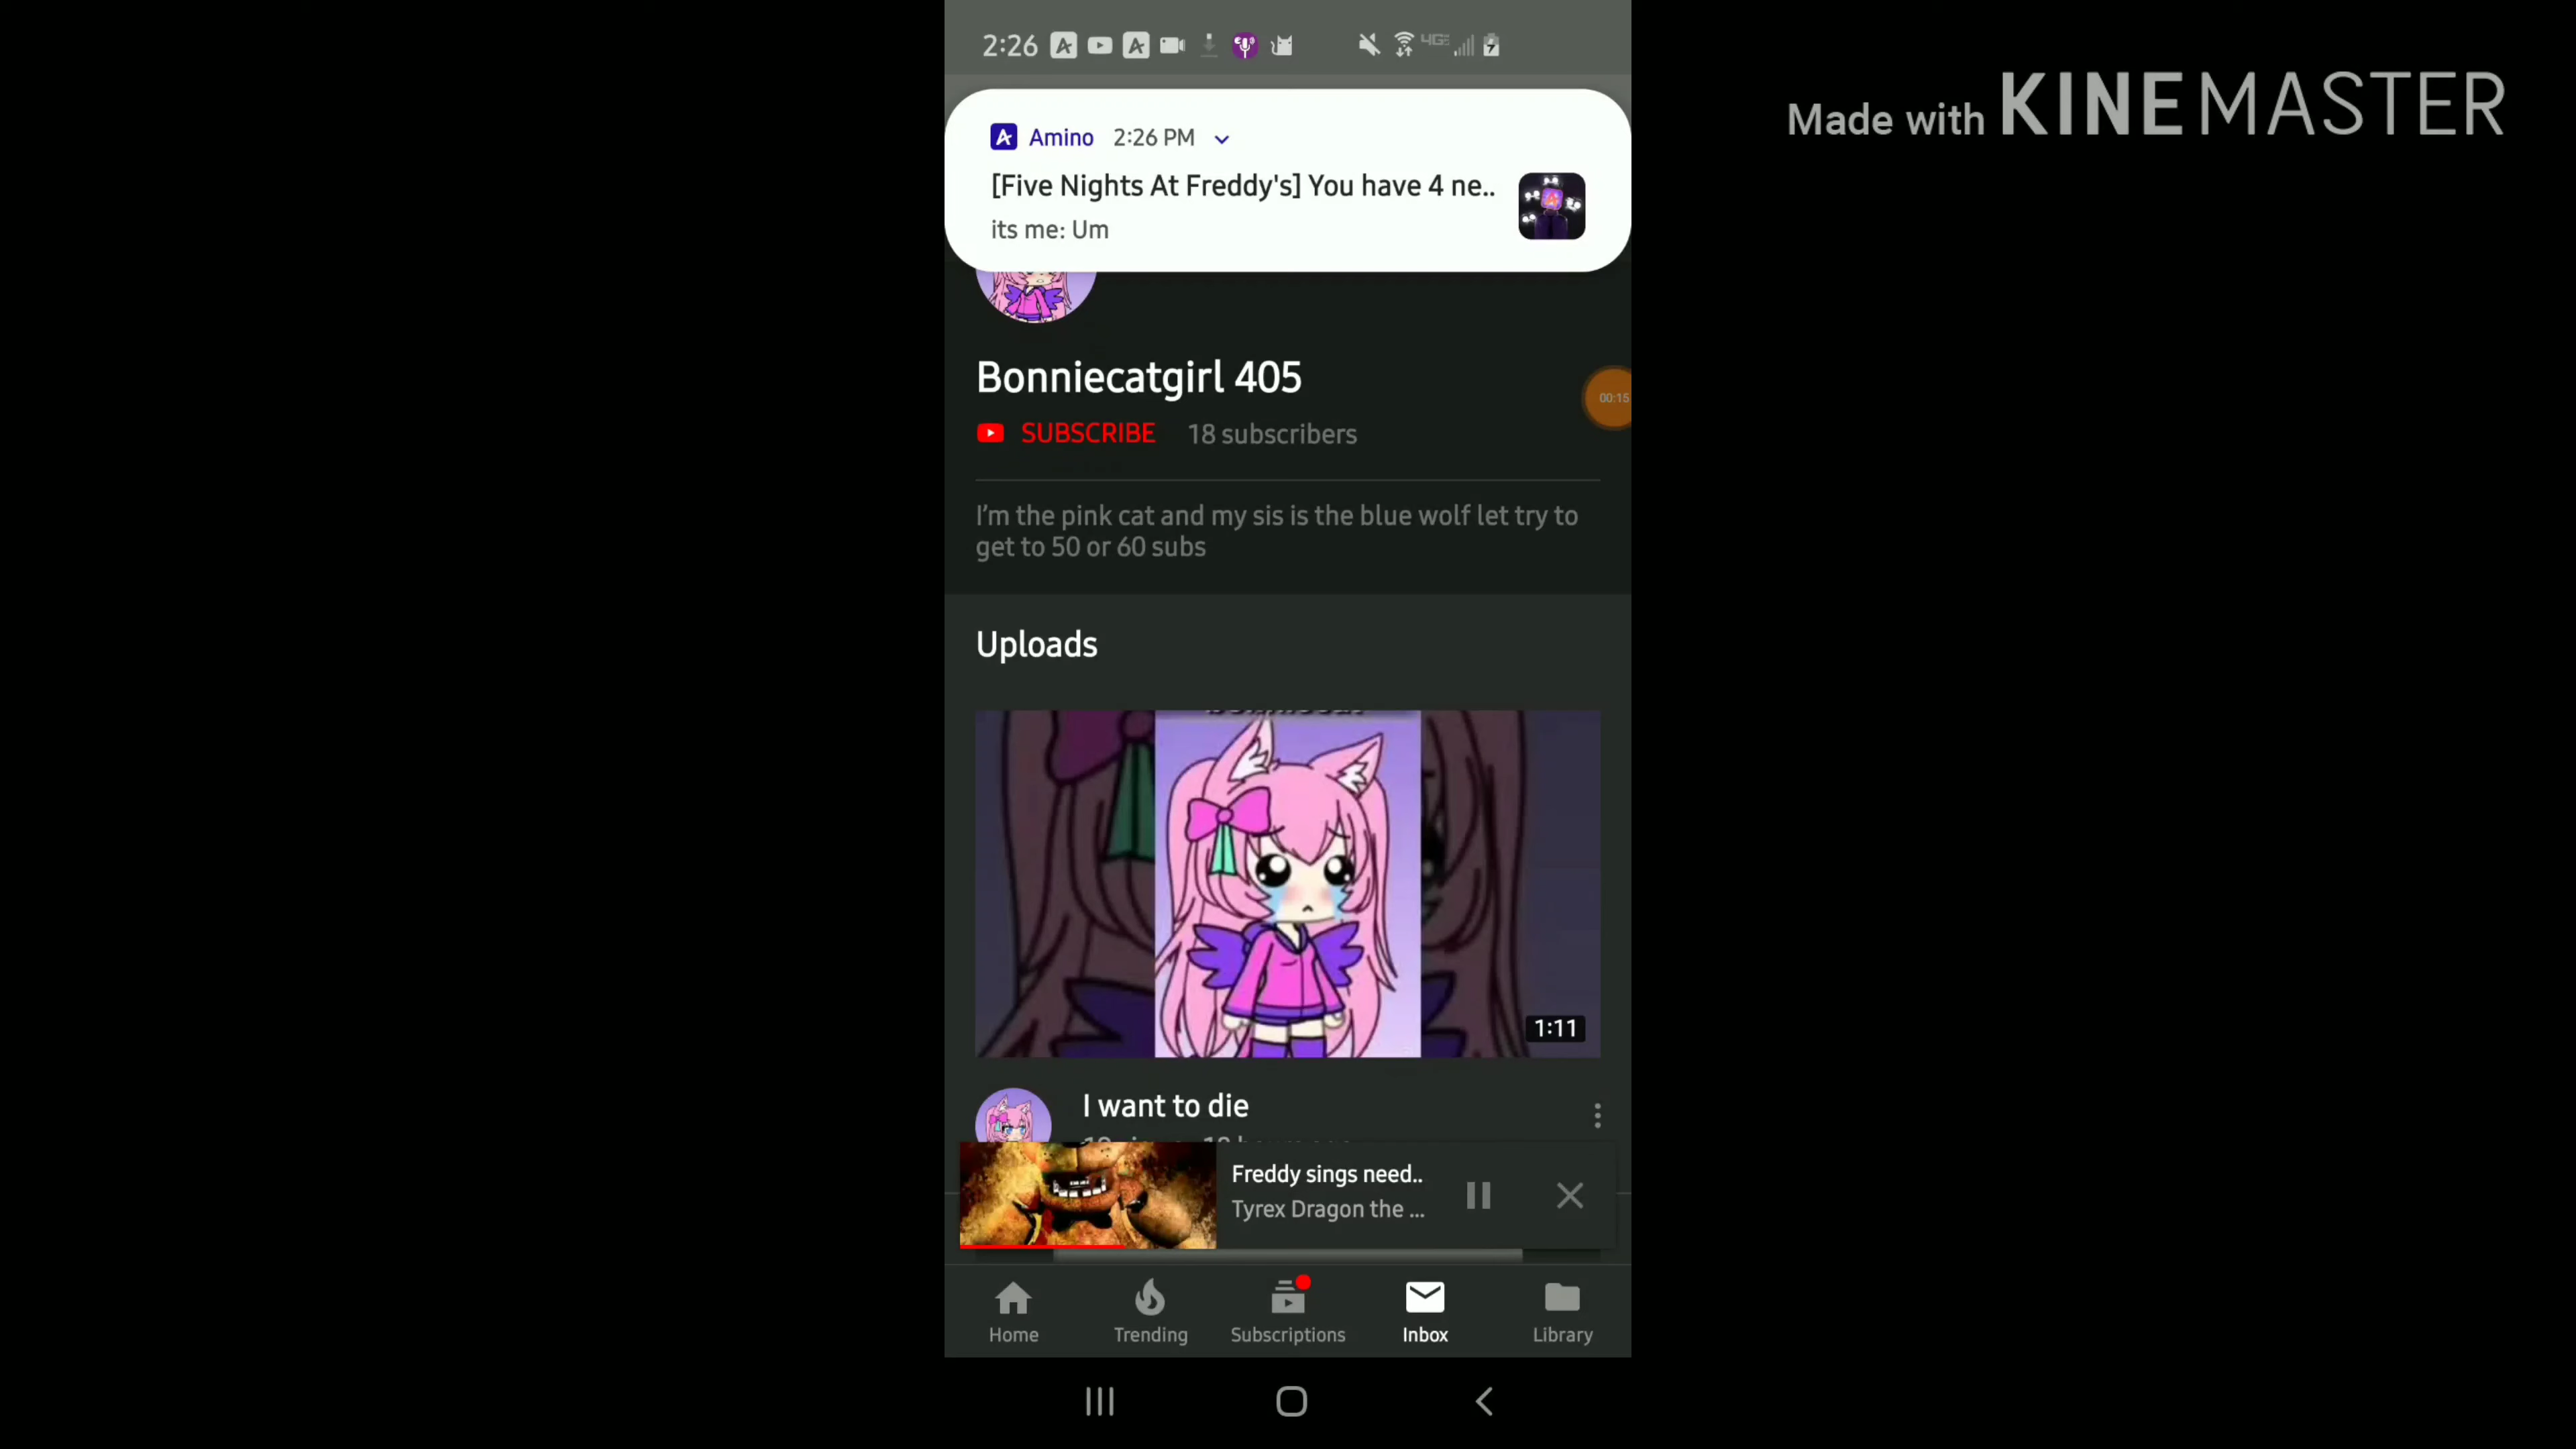 2:26
4GE
Made with KINEMASTER
Amino 2:26 PM
[Five Nights At Freddy's] You have 4 ne..
its me: Um
Bonniecatgirl 405
00:15
SUBSCRIBE 18 subscribers
I'm the pink cat and my sis is the blue wolf let try to
get to 50 or 60 subs
Uploads
1:11
I want to die
Freddy sings need..
Tyrex Dragon the ...
Home Trending Subscriptions Inbox Library